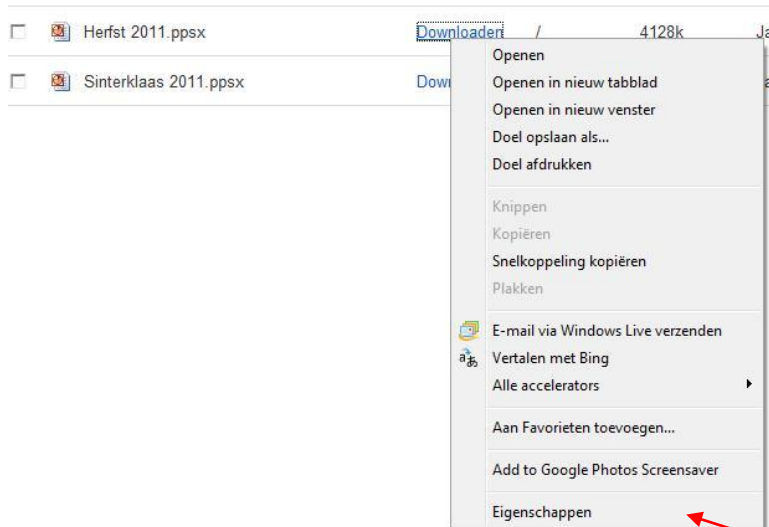 Herfst 2011.ppsx Downloaden / 4128k
Sinterklaas 2011.ppsx
Openen
Openen in nieuw tabblad
Openen in nieuw venster
Doel opslaan als...
Doel afdrukken
Knippen
Kopiëren
Snelkoppeling kopiëren
Plakken
E-mail via Windows Live verzenden
Vertalen met Bing
Alle accelerators
Aan Favorieten toevoegen...
Add to Google Photos Screensaver
Eigenschappen